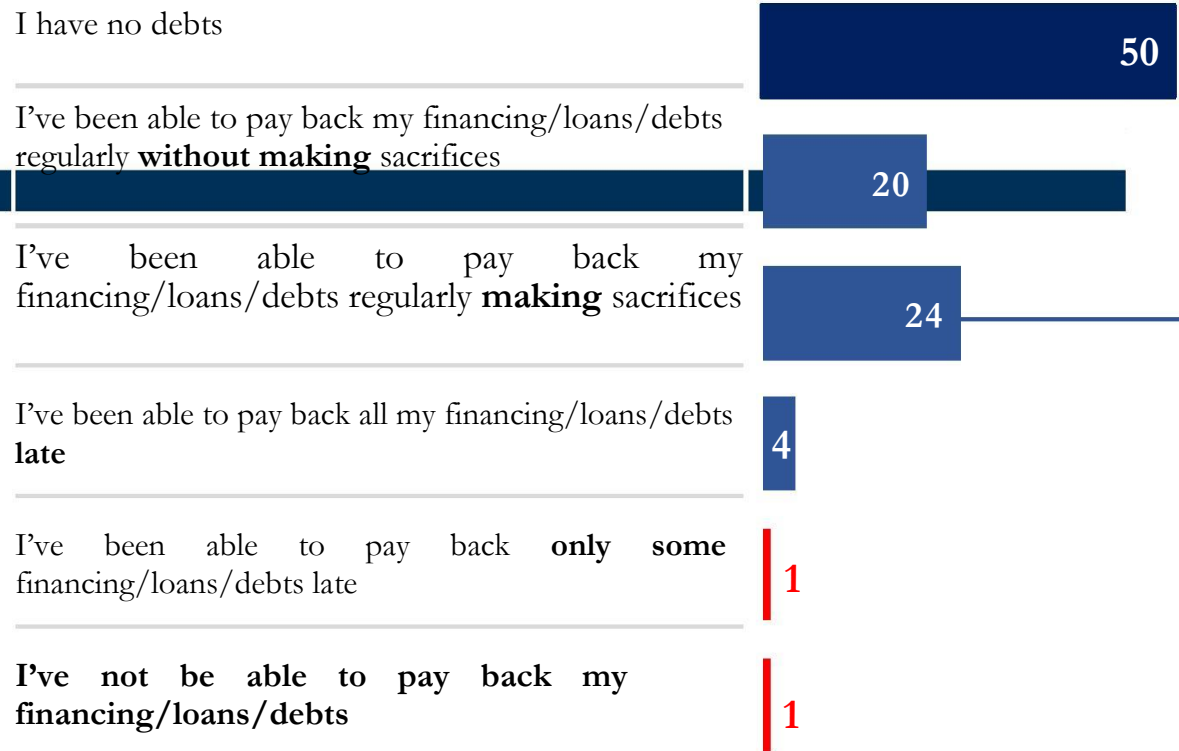 I have no debts
50
I've been able to pay back my financing/loans/debts
regularly without making sacrifices
20
I've been able to pay back my
financing/loans/debts regularly making sacrifices
24
I've been able to pay back all my financing/loans/debts
late
4
I've been able to pay back only some
financing/loans/debts late
1
I've not be able to pay back my
financing/loans/debts
1